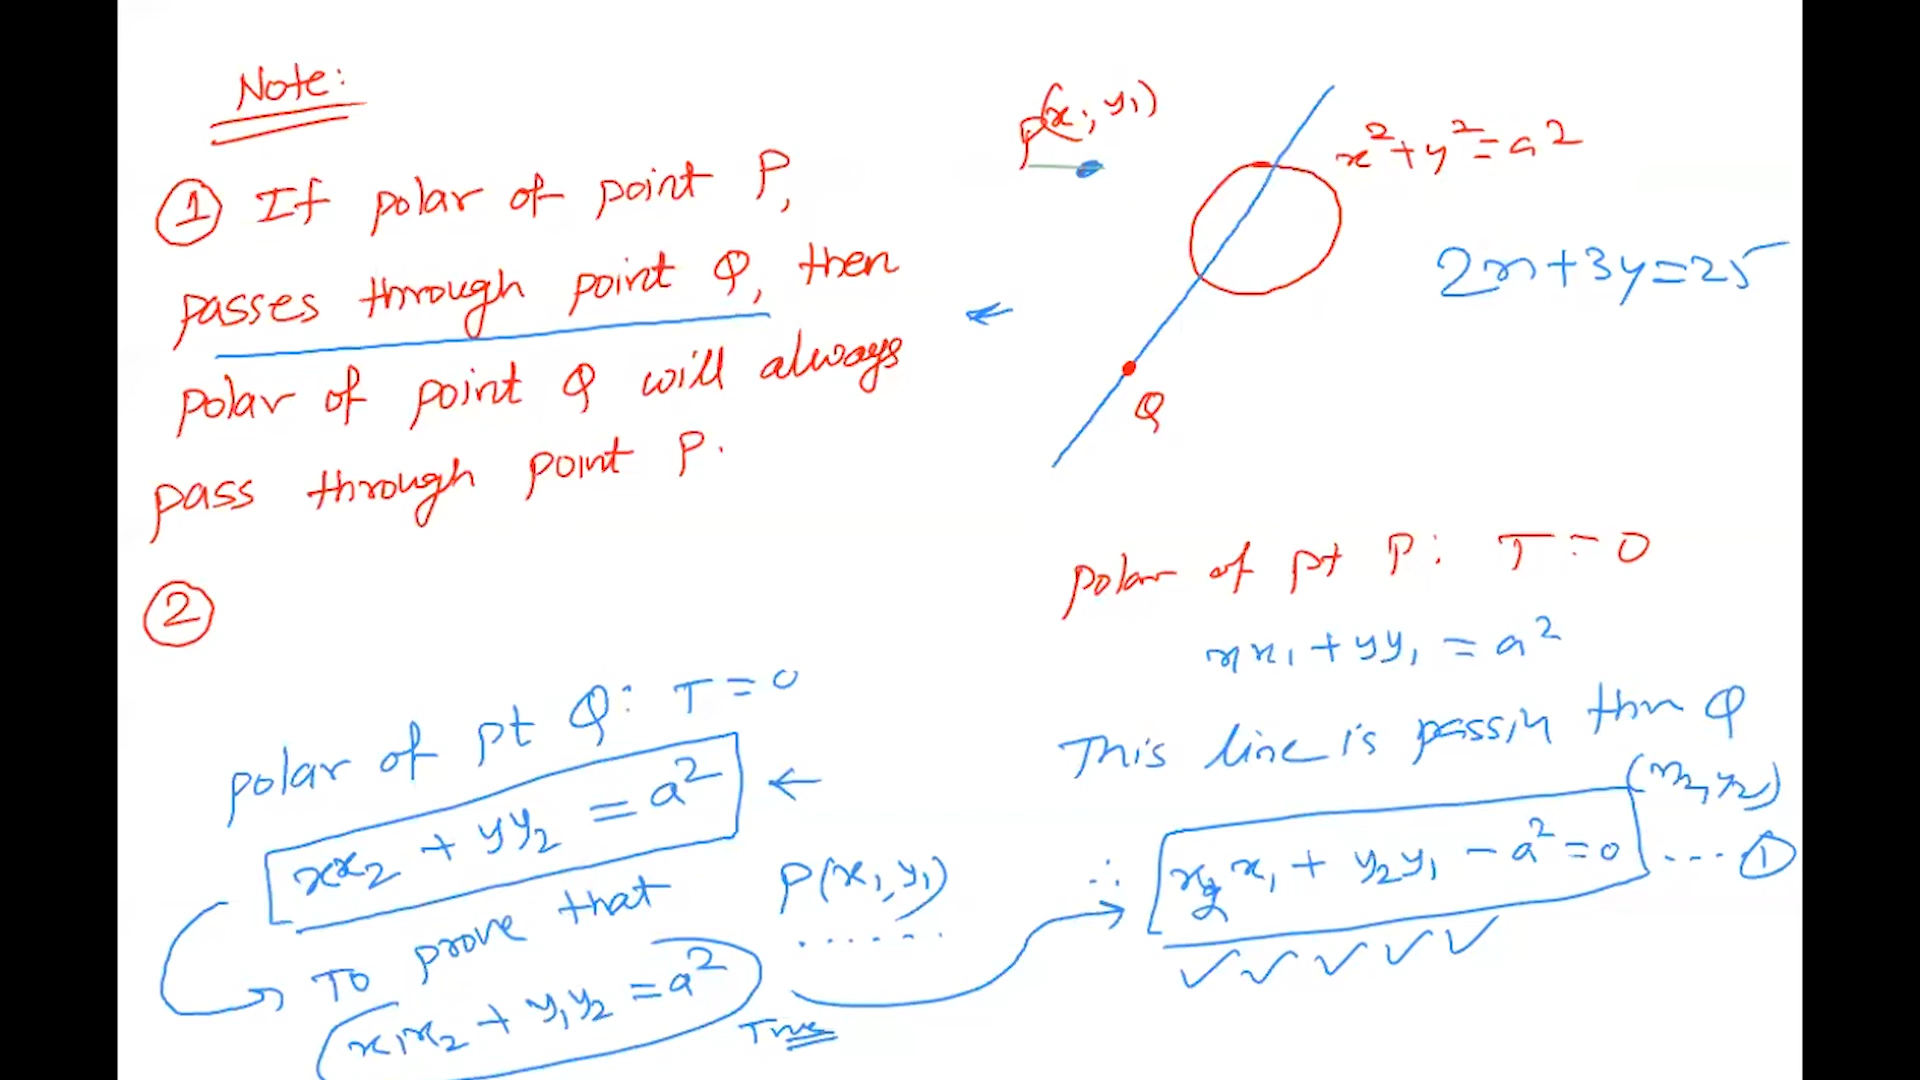 Note:
① If polar of point P,
passes through point Q, then
polar of point Q will always
pass through point P.
②
P(x₁, y₁)
x² + y² = a²
2x + 3y = 25
Q
polar of pt P: T = 0
xx₁ + yy₁ = a²
This line is passin thru Q
(x₂, y₂)
∴ x₂x₁ + y₂y₁ - a² = 0 ---- ①
polar of pt Q: T = 0
xx₂ + yy₂ = a²
To prove that P(x₁, y₁)
x₁x₂ + y₁y₂ = a²
True